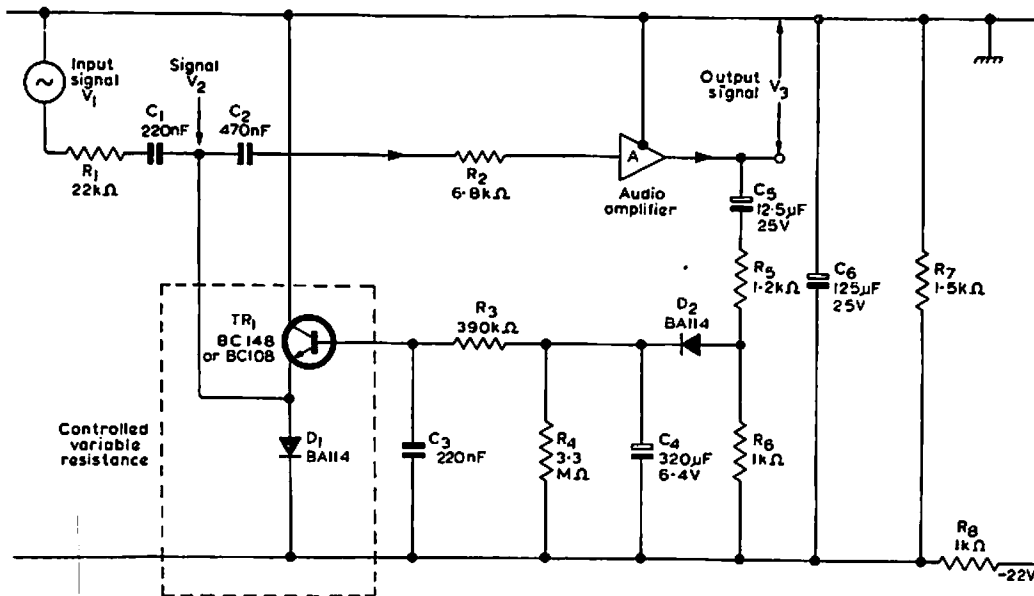 Input
signal
V1
Signal
V2
C1
220nF
C2
470nF
R1
22kΩ
R2
6·8kΩ
A
Audio
amplifier
Output
signal
V3
C5
12·5μF
25V
R5
1·2kΩ
C6
125μF
25V
R7
1·5kΩ
TR1
BC148
or BC108
R3
390kΩ
D2
BA114
Controlled
variable
resistance
D1
BA114
C3
220nF
R4
3·3
MΩ
C4
320μF
6·4V
R6
1kΩ
R8
1kΩ
-22V